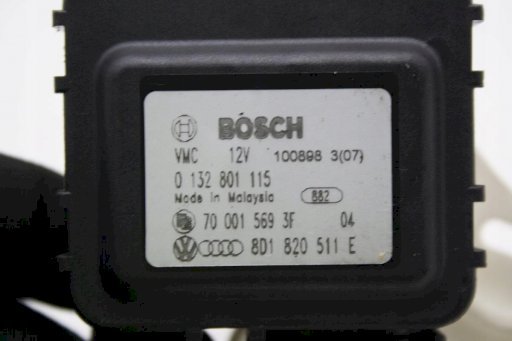 BOSCH
VMC 12V 100898 3(07)
0 132 801 115
Made in Malaysia 882
70 001 569 3F 04
8D1 820 511 E